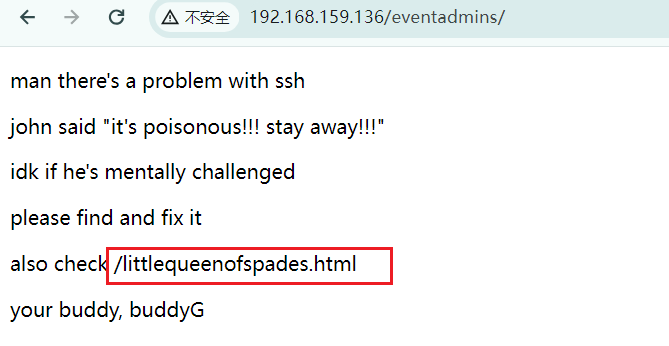 不安全 192.168.159.136/eventadmins/
man there's a problem with ssh
john said "it's poisonous!!! stay away!!!"
idk if he's mentally challenged
please find and fix it
also check /littlequeenofspades.html
your buddy, buddyG